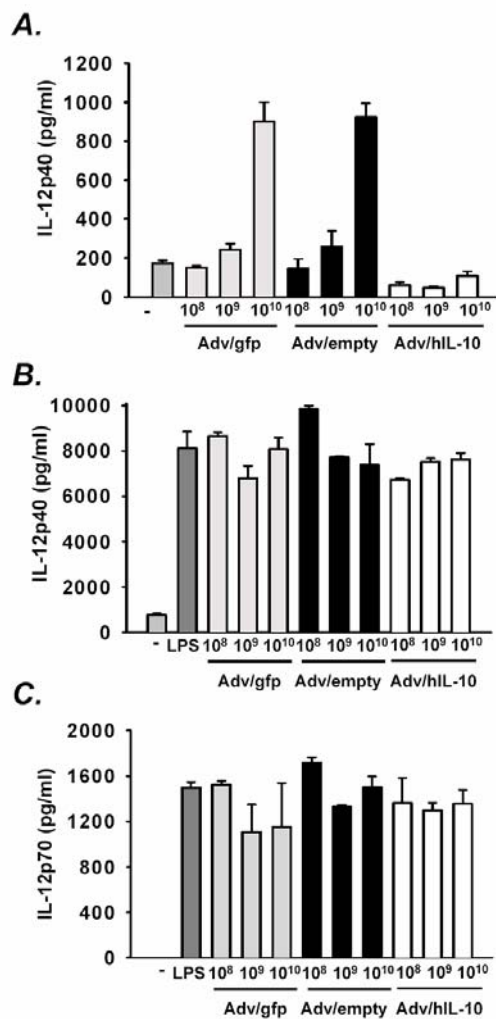 A.
IL-12p40 (pg/ml)
1200
1000
800
600
400
200
0
- 10⁸ 10⁹ 10¹⁰ 10⁸ 10⁹ 10¹⁰ 10⁸ 10⁹ 10¹⁰
Adv/gfp Adv/empty Adv/hIL-10
B.
IL-12p40 (pg/ml)
10000
8000
6000
4000
2000
0
- LPS 10⁸ 10⁹ 10¹⁰ 10⁸ 10⁹ 10¹⁰ 10⁸ 10⁹ 10¹⁰
Adv/gfp Adv/empty Adv/hIL-10
C.
IL-12p70 (pg/ml)
2000
1600
1200
800
400
0
- LPS 10⁸ 10⁹ 10¹⁰ 10⁸ 10⁹ 10¹⁰ 10⁸ 10⁹ 10¹⁰
Adv/gfp Adv/empty Adv/hIL-10